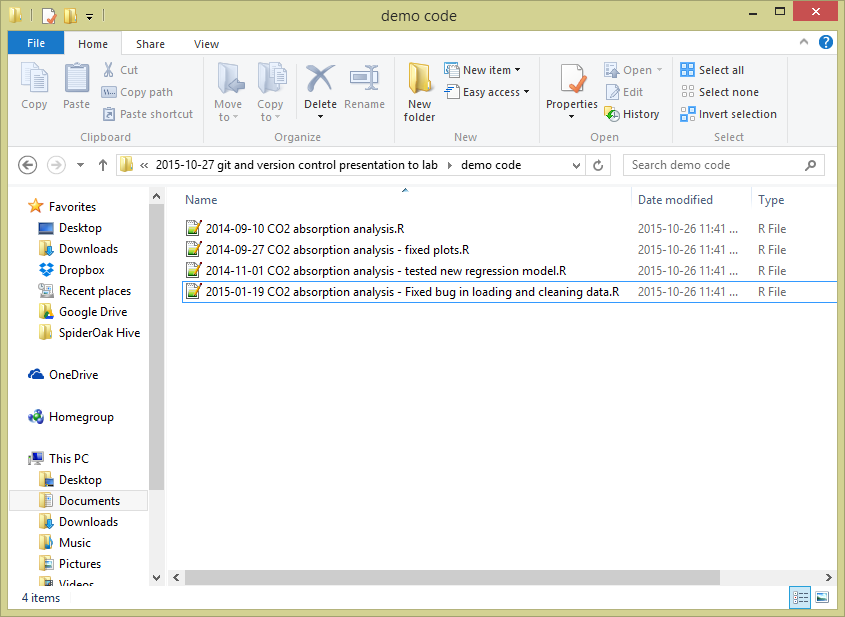 demo code
File Home Share View
Copy
Paste
Cut
Copy path
Paste shortcut
Clipboard
Move to
Copy to
Delete
Rename
Organize
New folder
New item
Easy access
New
Properties
Open
Edit
History
Open
Select all
Select none
Invert selection
Select
« 2015-10-27 git and version control presentation to lab demo code
Search demo code
Favorites
Desktop
Downloads
Dropbox
Recent places
Google Drive
SpiderOak Hive
OneDrive
Homegroup
This PC
Desktop
Documents
Downloads
Music
Pictures
Videos
Name Date modified Type
2014-09-10 CO2 absorption analysis.R 2015-10-26 11:41 ... R File
2014-09-27 CO2 absorption analysis - fixed plots.R 2015-10-26 11:41 ... R File
2014-11-01 CO2 absorption analysis - tested new regression model.R 2015-10-26 11:41 ... R File
2015-01-19 CO2 absorption analysis - Fixed bug in loading and cleaning data.R 2015-10-26 11:41 ... R File
4 items